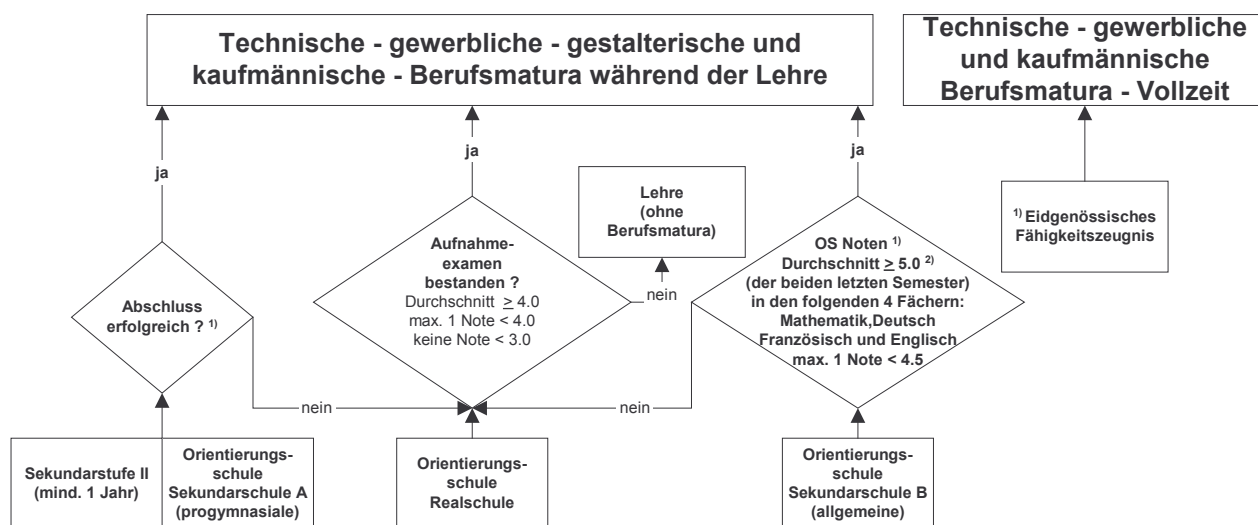 Technische - gewerbliche - gestalterische und
kaufmännische - Berufsmatura während der Lehre
Technische - gewerbliche
und kaufmännische
Berufsmatura - Vollzeit
ja
ja
ja
Lehre
(ohne
Berufsmatura)
1) Eidgenössisches
Fähigkeitszeugnis
Abschluss
erfolgreich ? 1)
Aufnahme-
examen
bestanden ?
Durchschnitt ≥ 4.0
max. 1 Note < 4.0
keine Note < 3.0
nein
OS Noten 1)
Durchschnitt ≥ 5.0 2)
(der beiden letzten Semester)
in den folgenden 4 Fächern:
Mathematik,Deutsch
Französisch und Englisch
max. 1 Note < 4.5
nein
nein
Sekundarstufe II
(mind. 1 Jahr)
Orientierungs-
schule
Sekundarschule A
(progymnasiale)
Orientierungs-
schule
Realschule
Orientierungs-
schule
Sekundarschule B
(allgemeine)